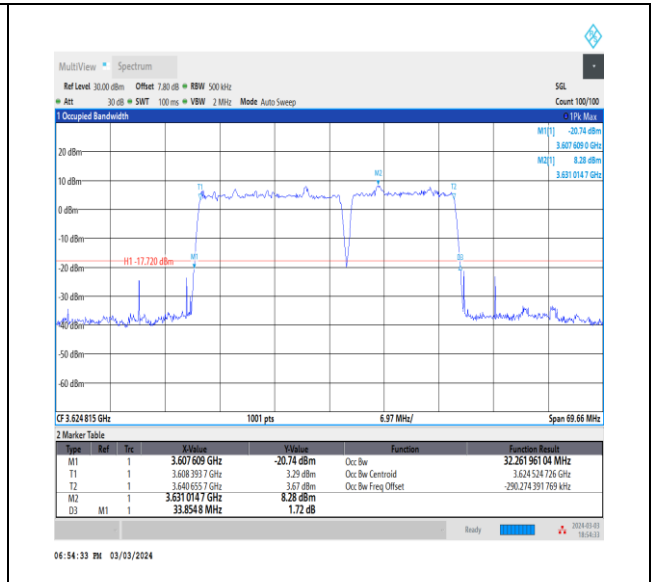 MultiView Spectrum
Ref Level 30.00 dBm Offset 7.80 dB RBW 500 kHz SGL
Att 30 dB SWT 100 ms VBW 2 MHz Mode Auto Sweep Count 100/100
1 Occupied Bandwidth 1Pk Max
M1[1] -20.74 dBm
3.607 609 0 GHz
M2[1] 8.28 dBm
3.631 014 7 GHz
20 dBm
M2
10 dBm
T1 T2
0 dBm
-10 dBm
H1 -17.720 dBm M1 D3
-20 dBm
-30 dBm
-40 dBm
-50 dBm
-60 dBm
CF 3.624 815 GHz 1001 pts 6.97 MHz/ Span 69.66 MHz
2 Marker Table
Type Ref Trc X-Value Y-Value Function Function Result
M1 1 3.607 609 GHz -20.74 dBm Occ Bw 32.261 961 04 MHz
T1 1 3.608 393 7 GHz 3.29 dBm Occ Bw Centroid 3.624 524 726 GHz
T2 1 3.640 655 7 GHz 3.67 dBm Occ Bw Freq Offset -290.274 391 769 kHz
M2 1 3.631 014 7 GHz 8.28 dBm
D3 M1 1 33.854 8 MHz 1.72 dB
Ready 2024-03-03
18:54:33
06:54:33 PM 03/03/2024